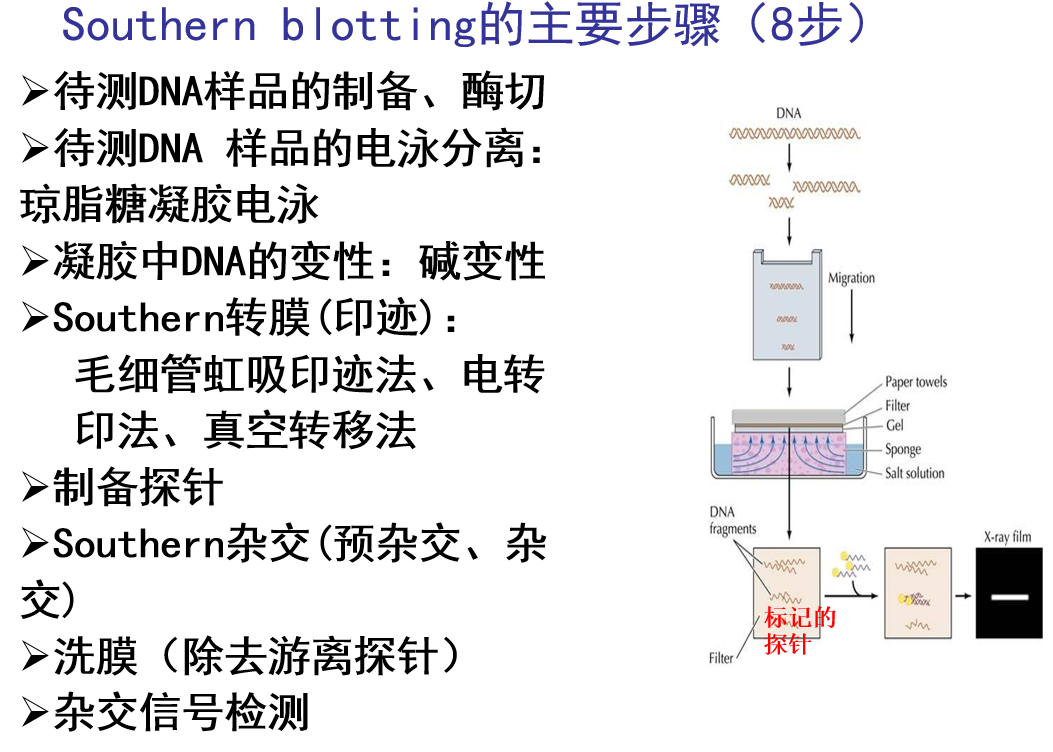 Southern blotting的主要步骤（8步）
➢待测DNA样品的制备、酶切
➢待测DNA 样品的电泳分离：
琼脂糖凝胶电泳
➢凝胶中DNA的变性：碱变性
➢Southern转膜(印迹)：
毛细管虹吸印迹法、电转
印法、真空转移法
➢制备探针
➢Southern杂交(预杂交、杂
交)
➢洗膜（除去游离探针）
➢杂交信号检测
DNA
Migration
Paper towels
Filter
Gel
Sponge
Salt solution
DNA
fragments
X-ray film
标记的
探针
Filter